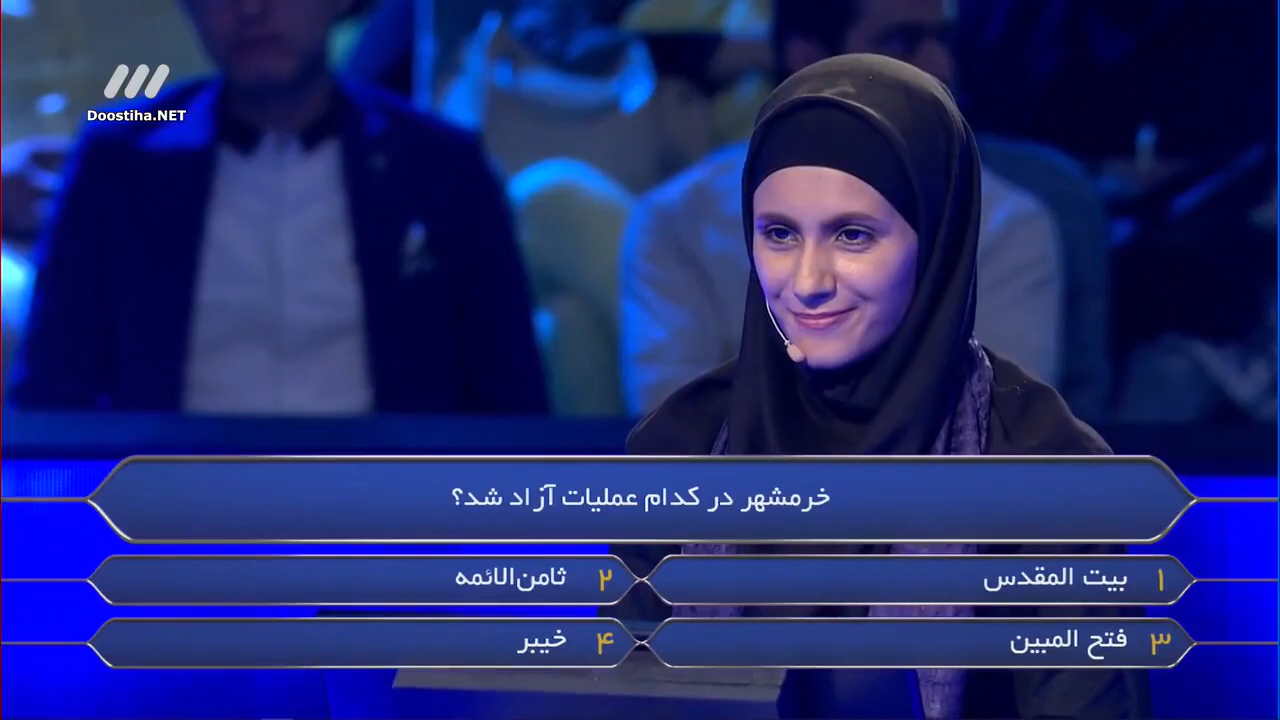 Doostiha.NET
خرمشهر در کدام عملیات آزاد شد؟
۱ بیت المقدس
۲ ثامن‌الائمه
۳ فتح المبین
۴ خیبر